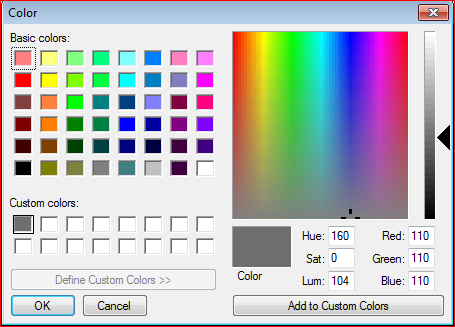 Color
Basic colors:
Custom colors:
Define Custom Colors >>
OK Cancel
Color
Hue: 160 Red: 110
Sat: 0 Green: 110
Lum: 104 Blue: 110
Add to Custom Colors